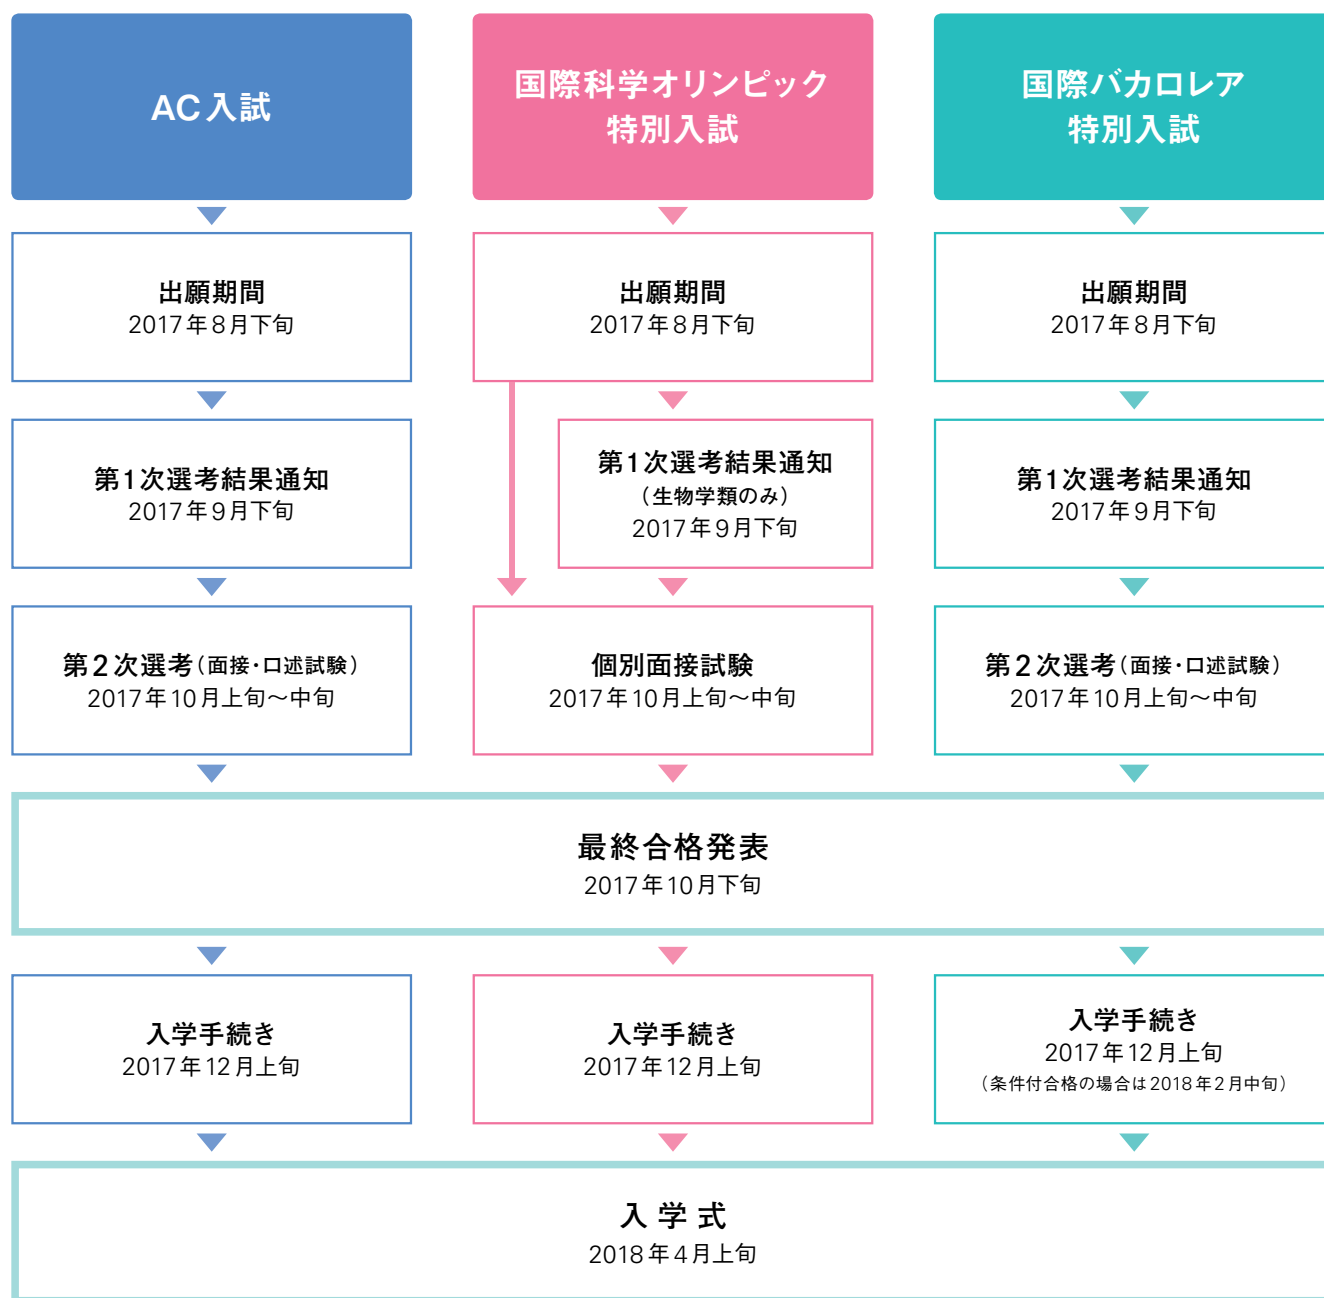 AC入試
出願期間
2017年8月下旬
第1次選考結果通知
2017年9月下旬
第2次選考(面接・口述試験)
2017年10月上旬〜中旬
国際科学オリンピック
特別入試
出願期間
2017年8月下旬
第1次選考結果通知
(生物学類のみ)
2017年9月下旬
個別面接試験
2017年10月上旬〜中旬
国際バカロレア
特別入試
出願期間
2017年8月下旬
第1次選考結果通知
2017年9月下旬
第2次選考(面接・口述試験)
2017年10月上旬〜中旬
最終合格発表
2017年10月下旬
入学手続き
2017年12月上旬
入学手続き
2017年12月上旬
入学手続き
2017年12月上旬
(条件付合格の場合は2018年2月中旬)
入学式
2018年4月上旬